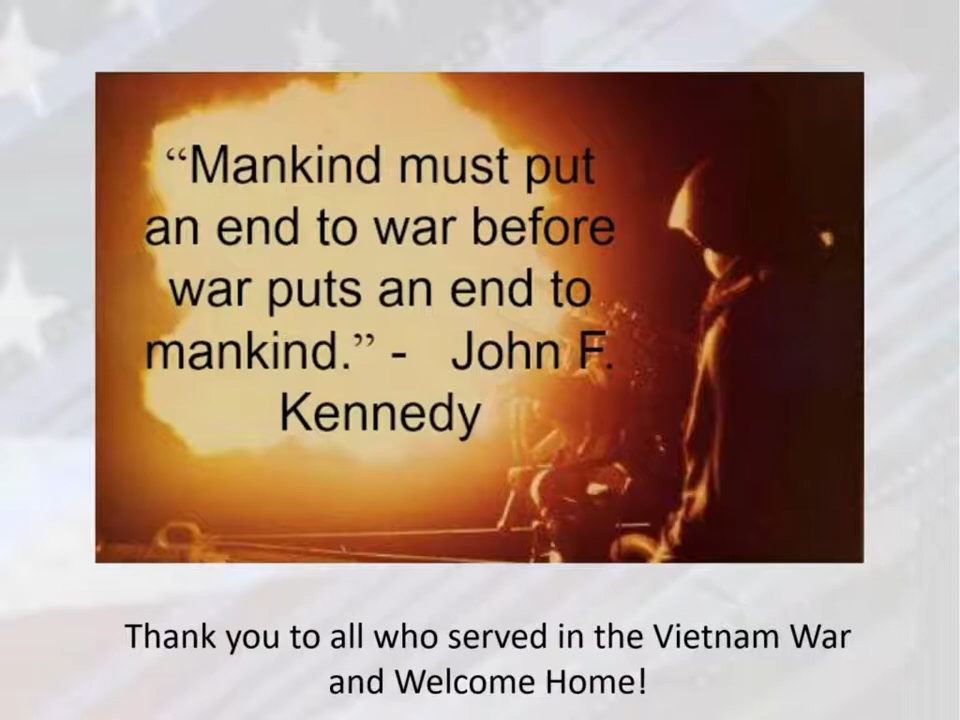 “Mankind must put
an end to war before
war puts an end to
mankind.” - John F.
Kennedy
Thank you to all who served in the Vietnam War
and Welcome Home!